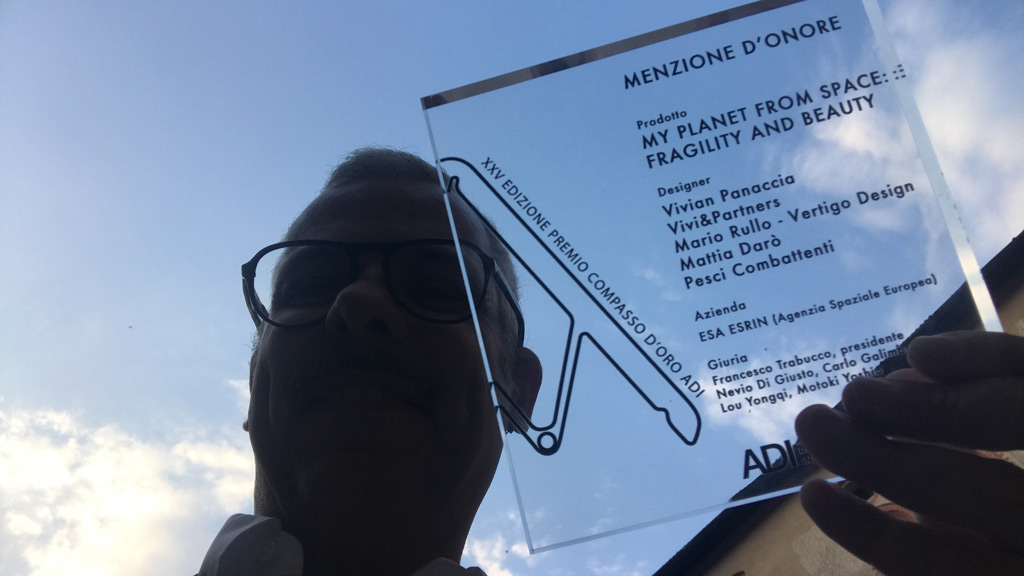 MENZIONE D'ONORE
Prodotto
MY PLANET FROM SPACE:
FRAGILITY AND BEAUTY
Designer
Vivian Panaccia
Vivi&Partners
Mario Rullo - Vertigo Design
Mattia Darò
Pesci Combattenti
Azienda
ESA ESRIN (Agenzia Spaziale Europea)
Giuria
Francesco Trabucco, presidente
Nevio Di Giusto, Carlo
Lou Yongqi, Motoki
XXV EDIZIONE PREMIO COMPASSO D'ORO ADI
ADI